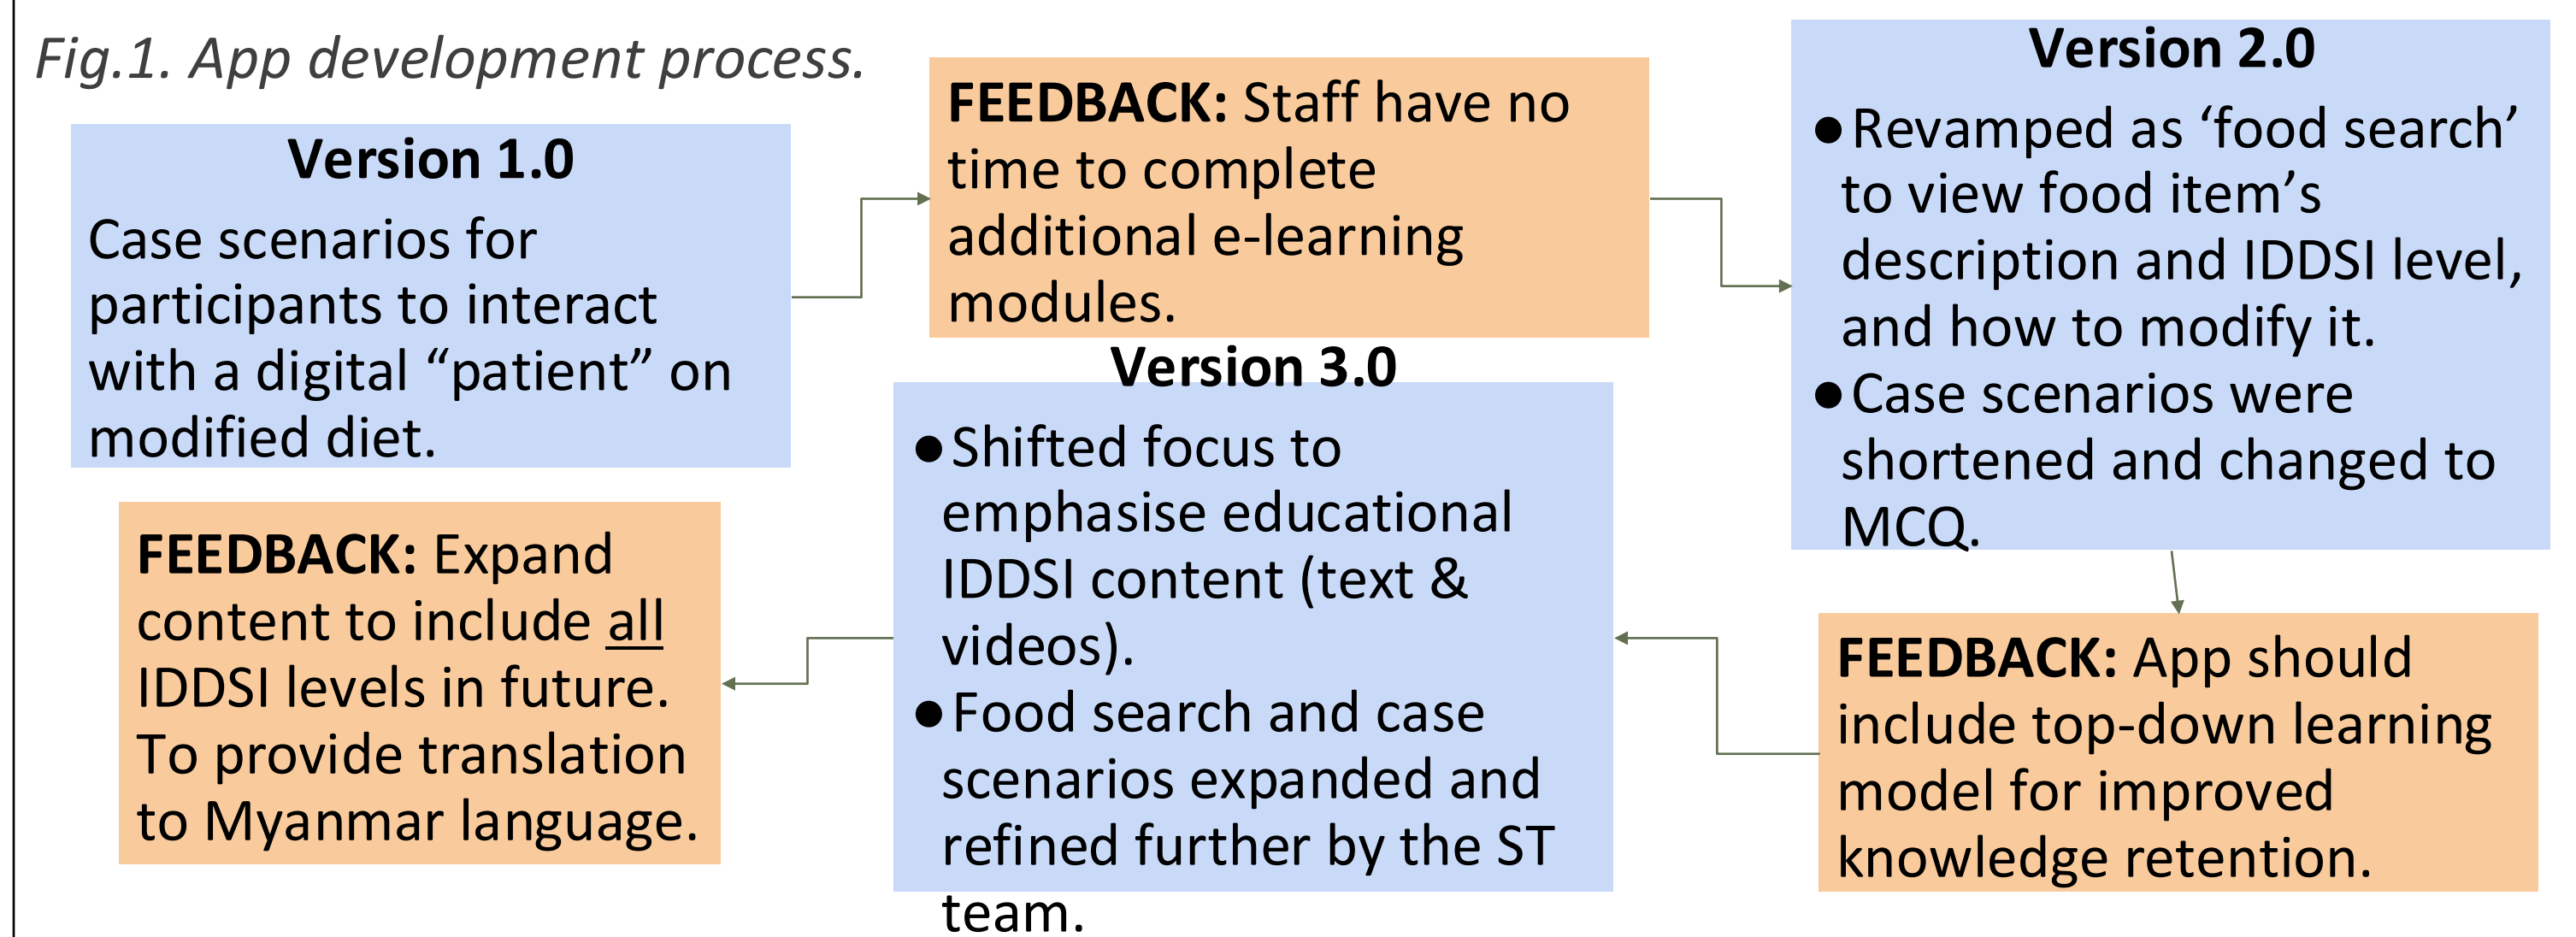 Fig.1. App development process.
Version 1.0
Case scenarios for
participants to interact
with a digital “patient” on
modified diet.
FEEDBACK: Staff have no
time to complete
additional e-learning
modules.
Version 2.0
●Revamped as ‘food search’
to view food item’s
description and IDDSI level,
and how to modify it.
●Case scenarios were
shortened and changed to
MCQ.
FEEDBACK: App should
include top-down learning
model for improved
knowledge retention.
Version 3.0
●Shifted focus to
emphasise educational
IDDSI content (text &
videos).
●Food search and case
scenarios expanded and
refined further by the ST
team.
FEEDBACK: Expand
content to include all
IDDSI levels in future.
To provide translation
to Myanmar language.